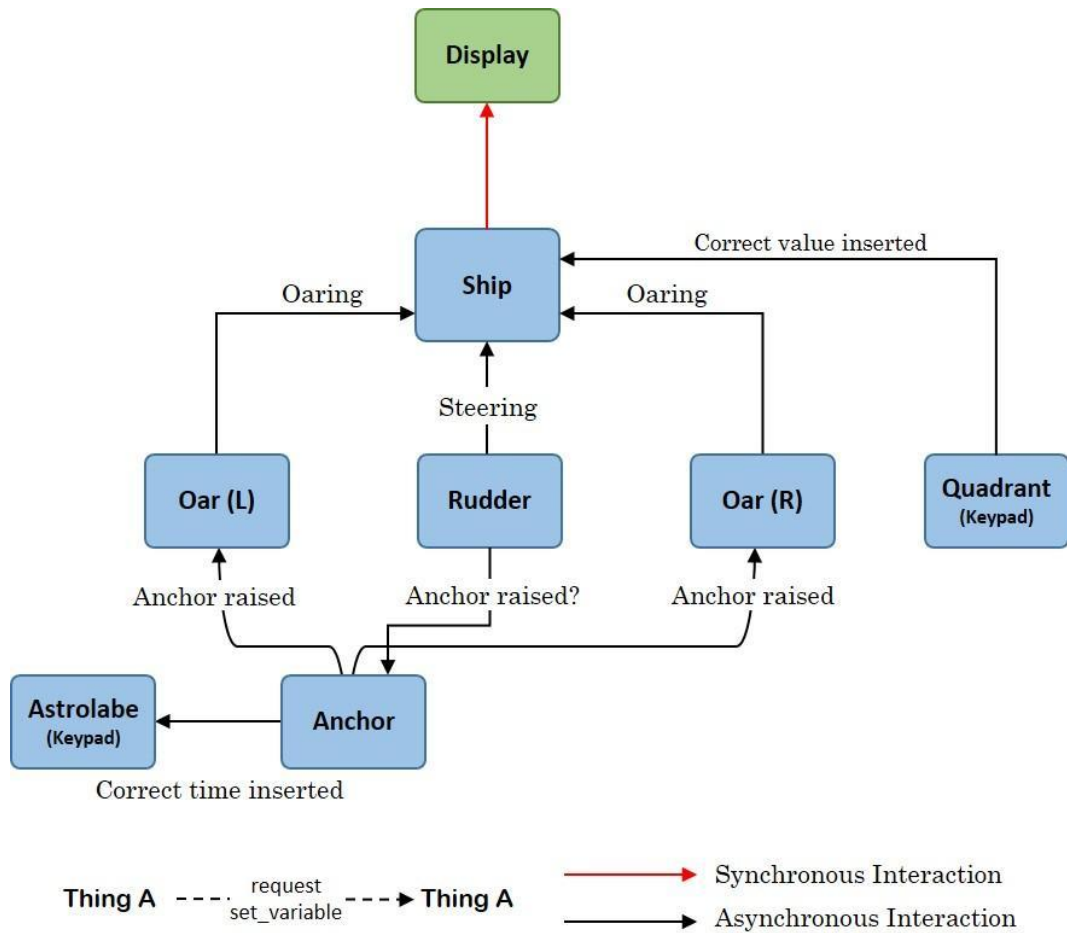 Display
Correct value inserted
Ship
Oaring
Oaring
Steering
Oar (L)
Rudder
Oar (R)
Quadrant
(Keypad)
Anchor raised
Anchor raised?
Anchor raised
Astrolabe
(Keypad)
Anchor
Correct time inserted
Thing A
request
set_variable
Thing A
Synchronous Interaction
Asynchronous Interaction